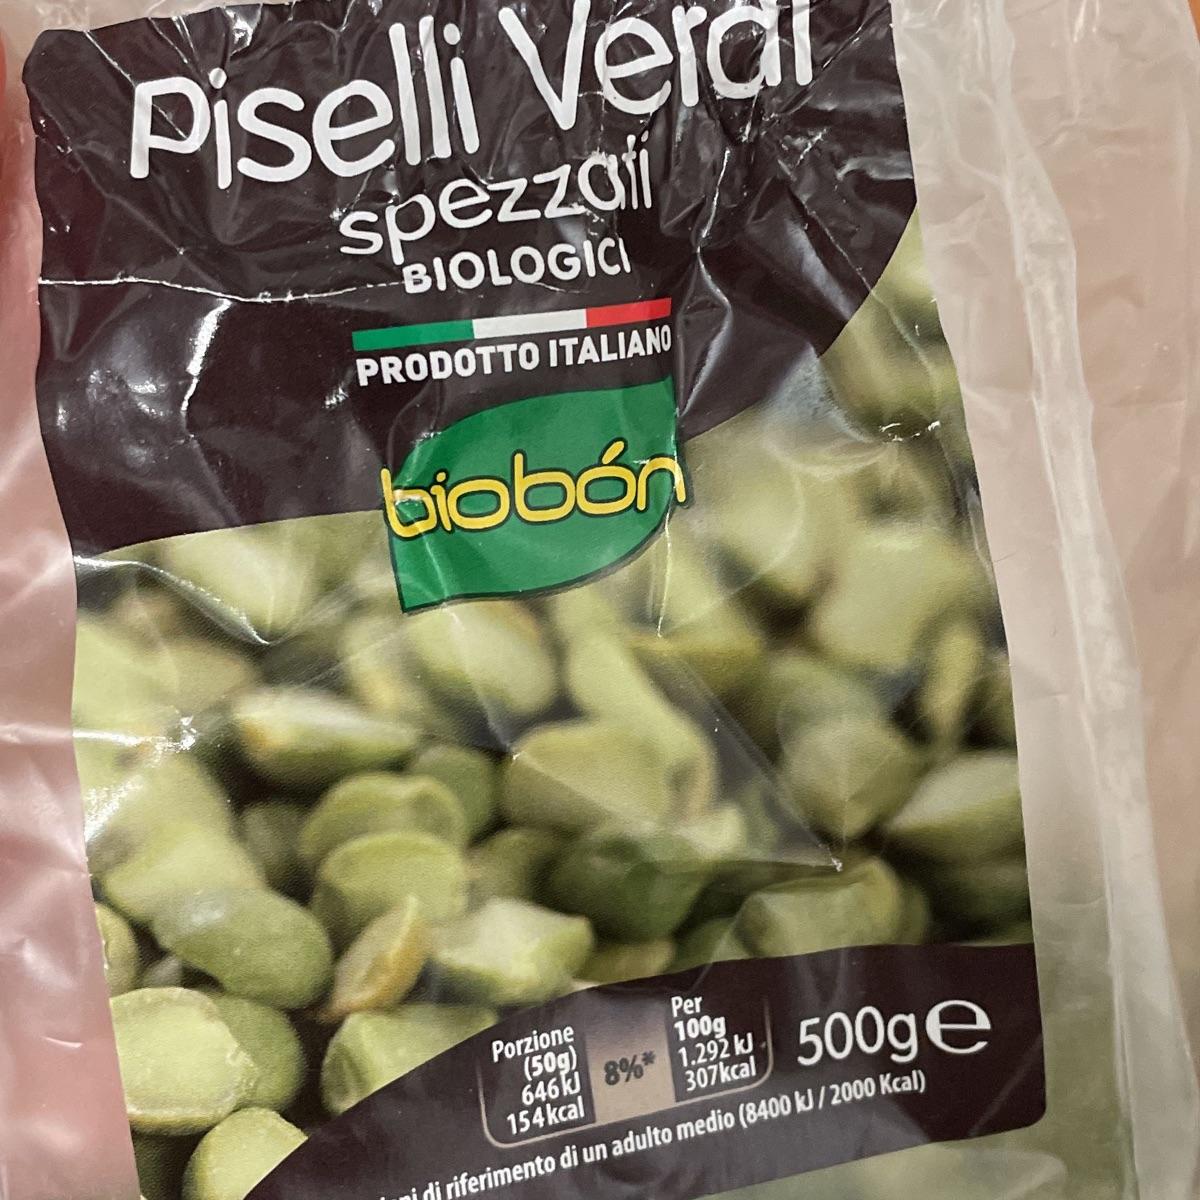 Piselli Verdi
spezzati
BIOLOGICI
PRODOTTO ITALIANO
biobón
Porzione
(50g)
646kJ
154kcal
8%*
Per
100g
1.292 kJ
307kcal
500g e
di riferimento di un adulto medio (8400 kJ / 2000 Kcal)